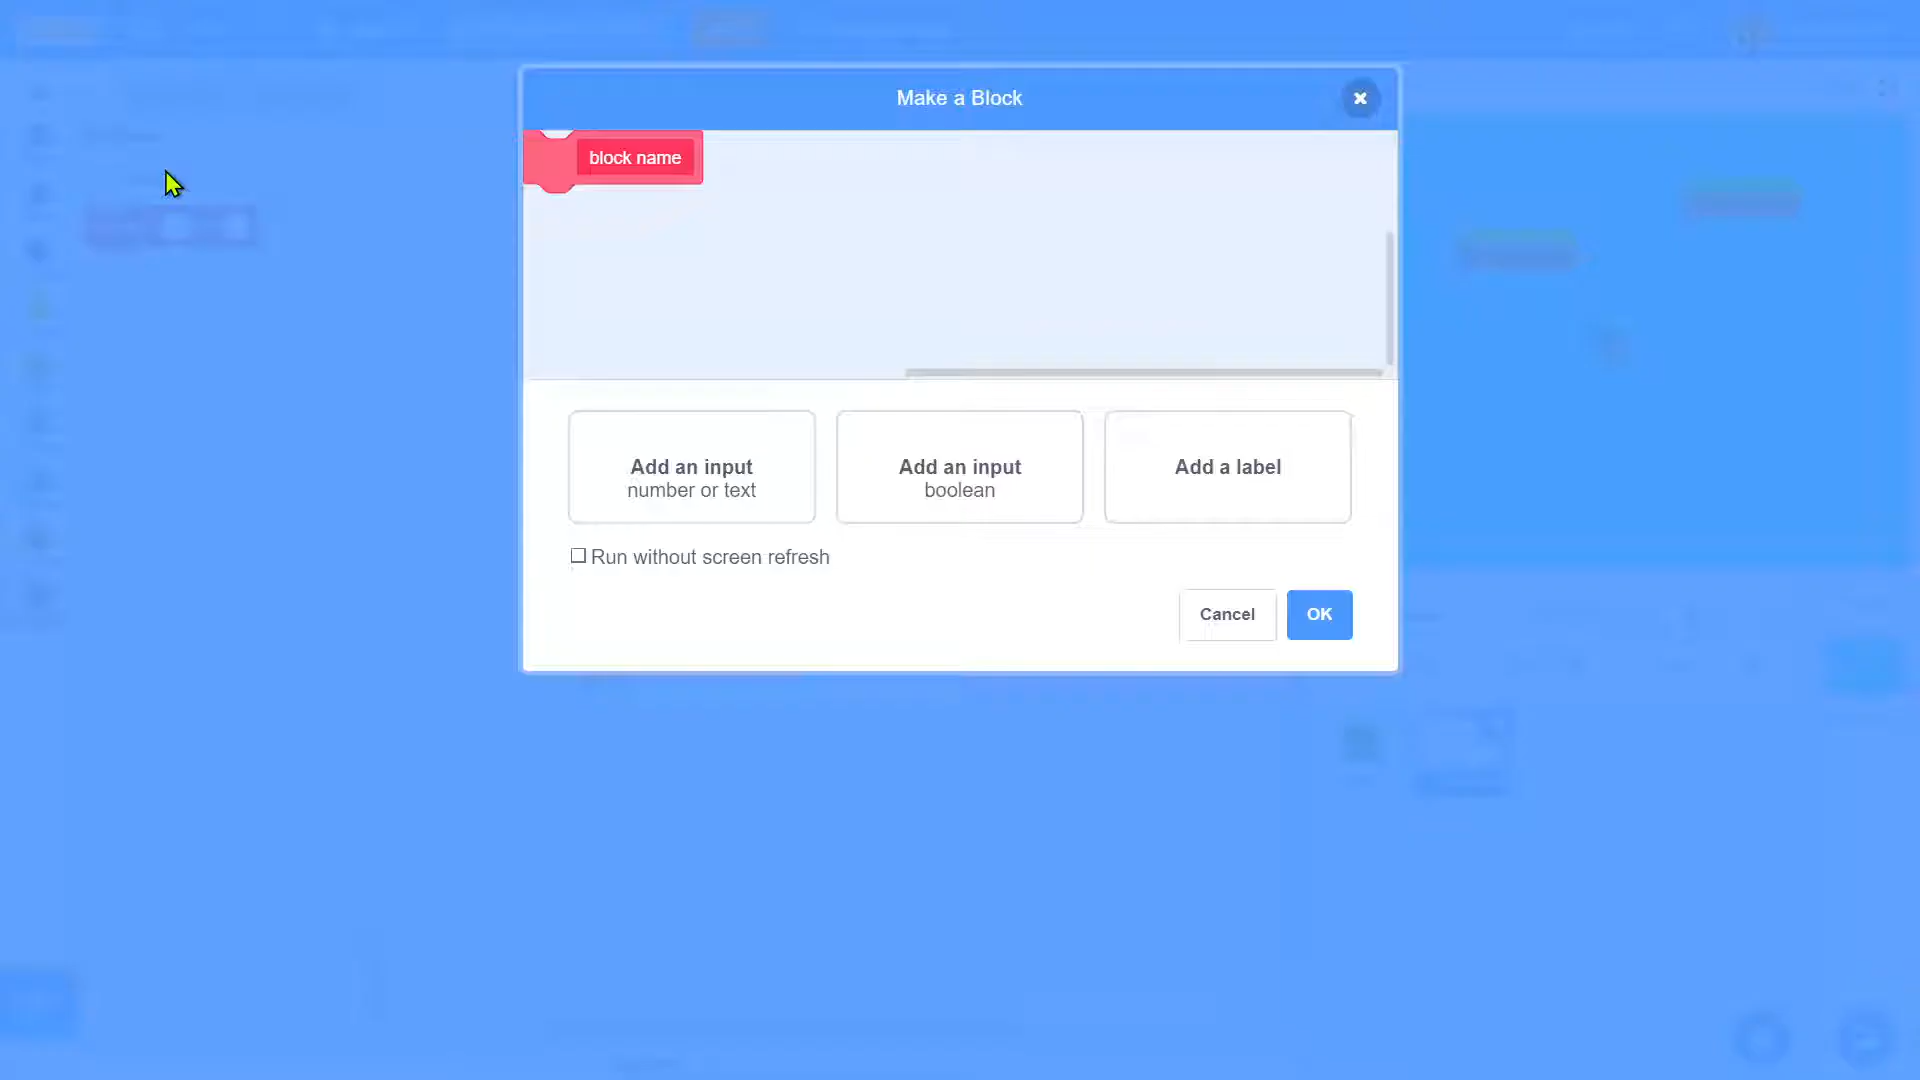 Make a Block
block name
Add an input
number or text
Add an input
boolean
Add a label
Run without screen refresh
Cancel
OK